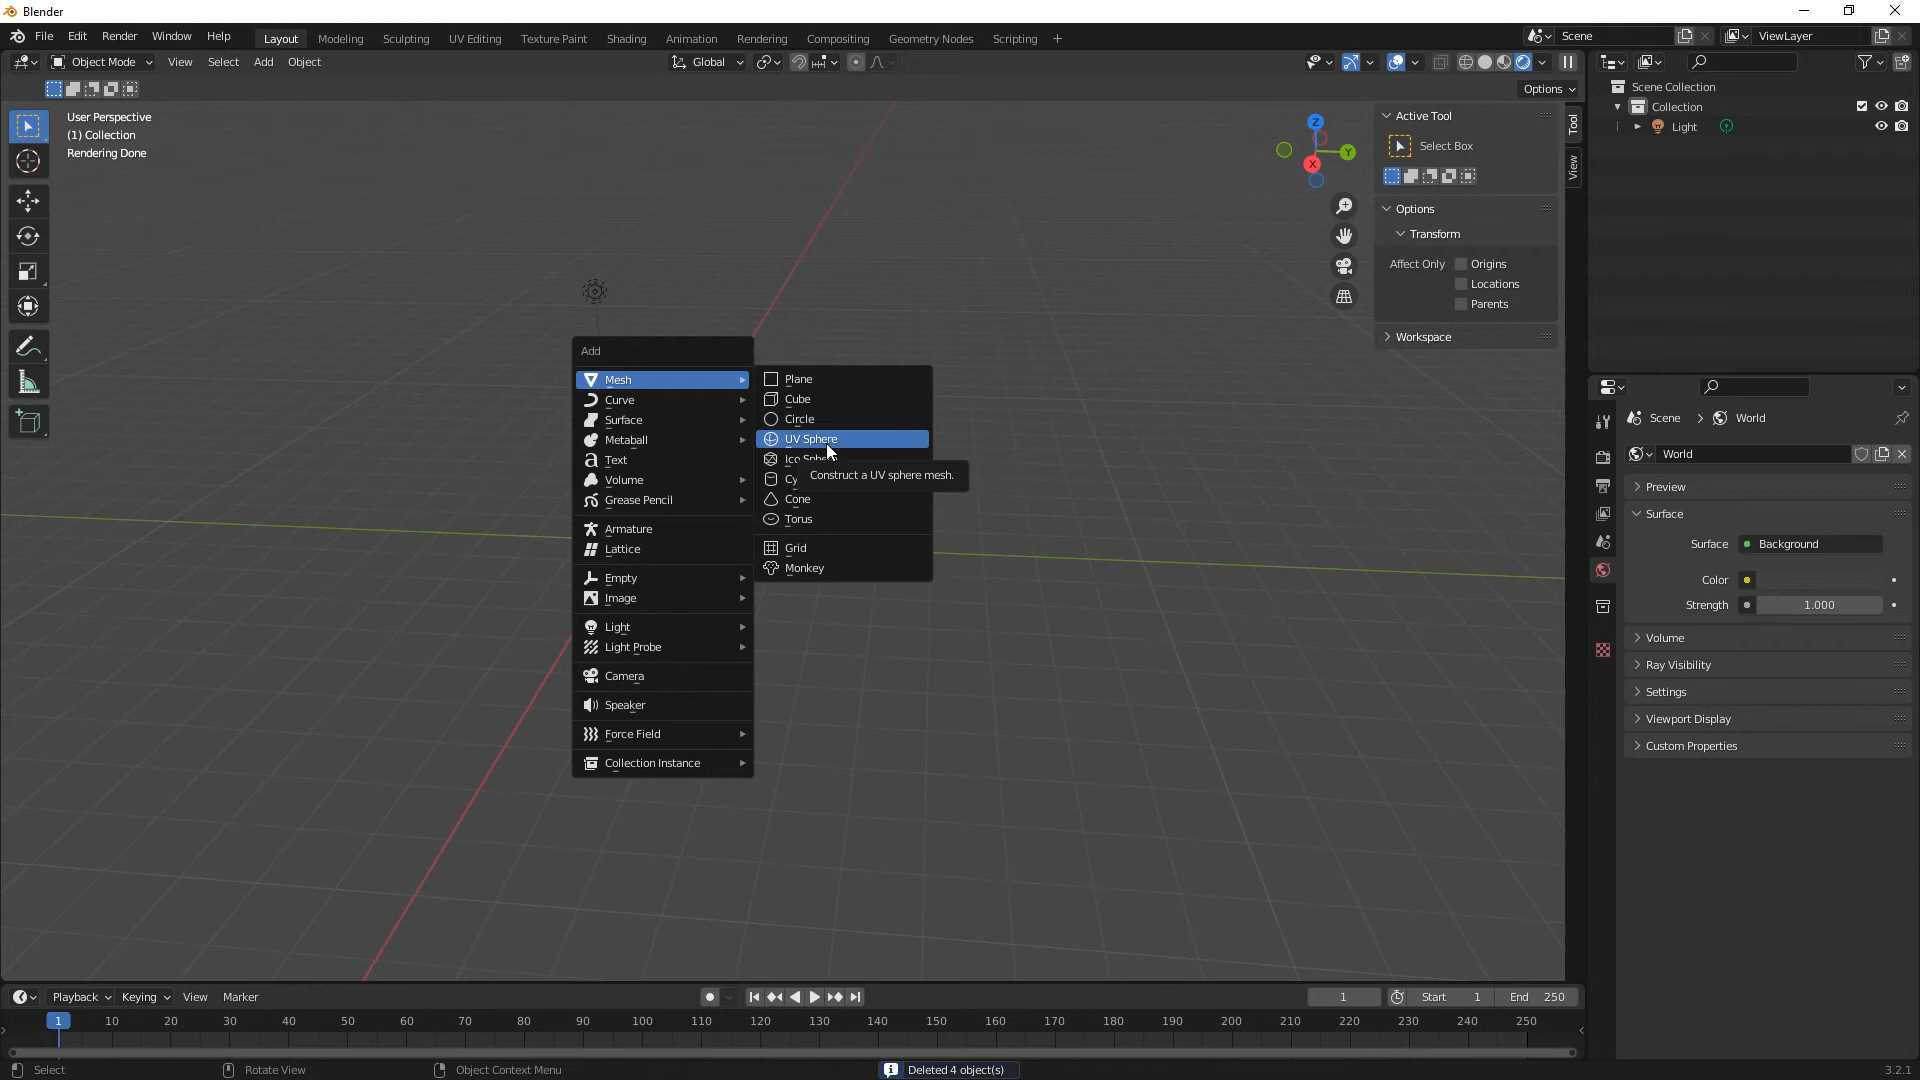 Blender
File Edit Render Window Help Layout Modeling Sculpting UV Editing Texture Paint Shading Animation Rendering Compositing Geometry Nodes Scripting + Scene ViewLayer
Object Mode View Select Add Object Global
Options
User Perspective
(1) Collection
Rendering Done
Z
Y
X
Active Tool
Select Box
Options
Transform
Affect Only Origins
Locations
Parents
Workspace
Tool
View
Scene Collection
Collection
Light
Add
Mesh
Curve
Surface
Metaball
Text
Volume
Grease Pencil
Armature
Lattice
Empty
Image
Light
Light Probe
Camera
Speaker
Force Field
Collection Instance
Plane
Cube
Circle
UV Sphere
Construct a UV sphere mesh.
Cone
Torus
Grid
Monkey
Scene > World
World
Preview
Surface
Surface Background
Color
Strength 1.000
Volume
Ray Visibility
Settings
Viewport Display
Custom Properties
Playback Keying View Marker 1 Start 1 End 250
1 10 20 30 40 50 60 70 80 90 100 110 120 130 140 150 160 170 180 190 200 210 220 230 240 250
Select Rotate View Object Context Menu Deleted 4 object(s) 3.2.1